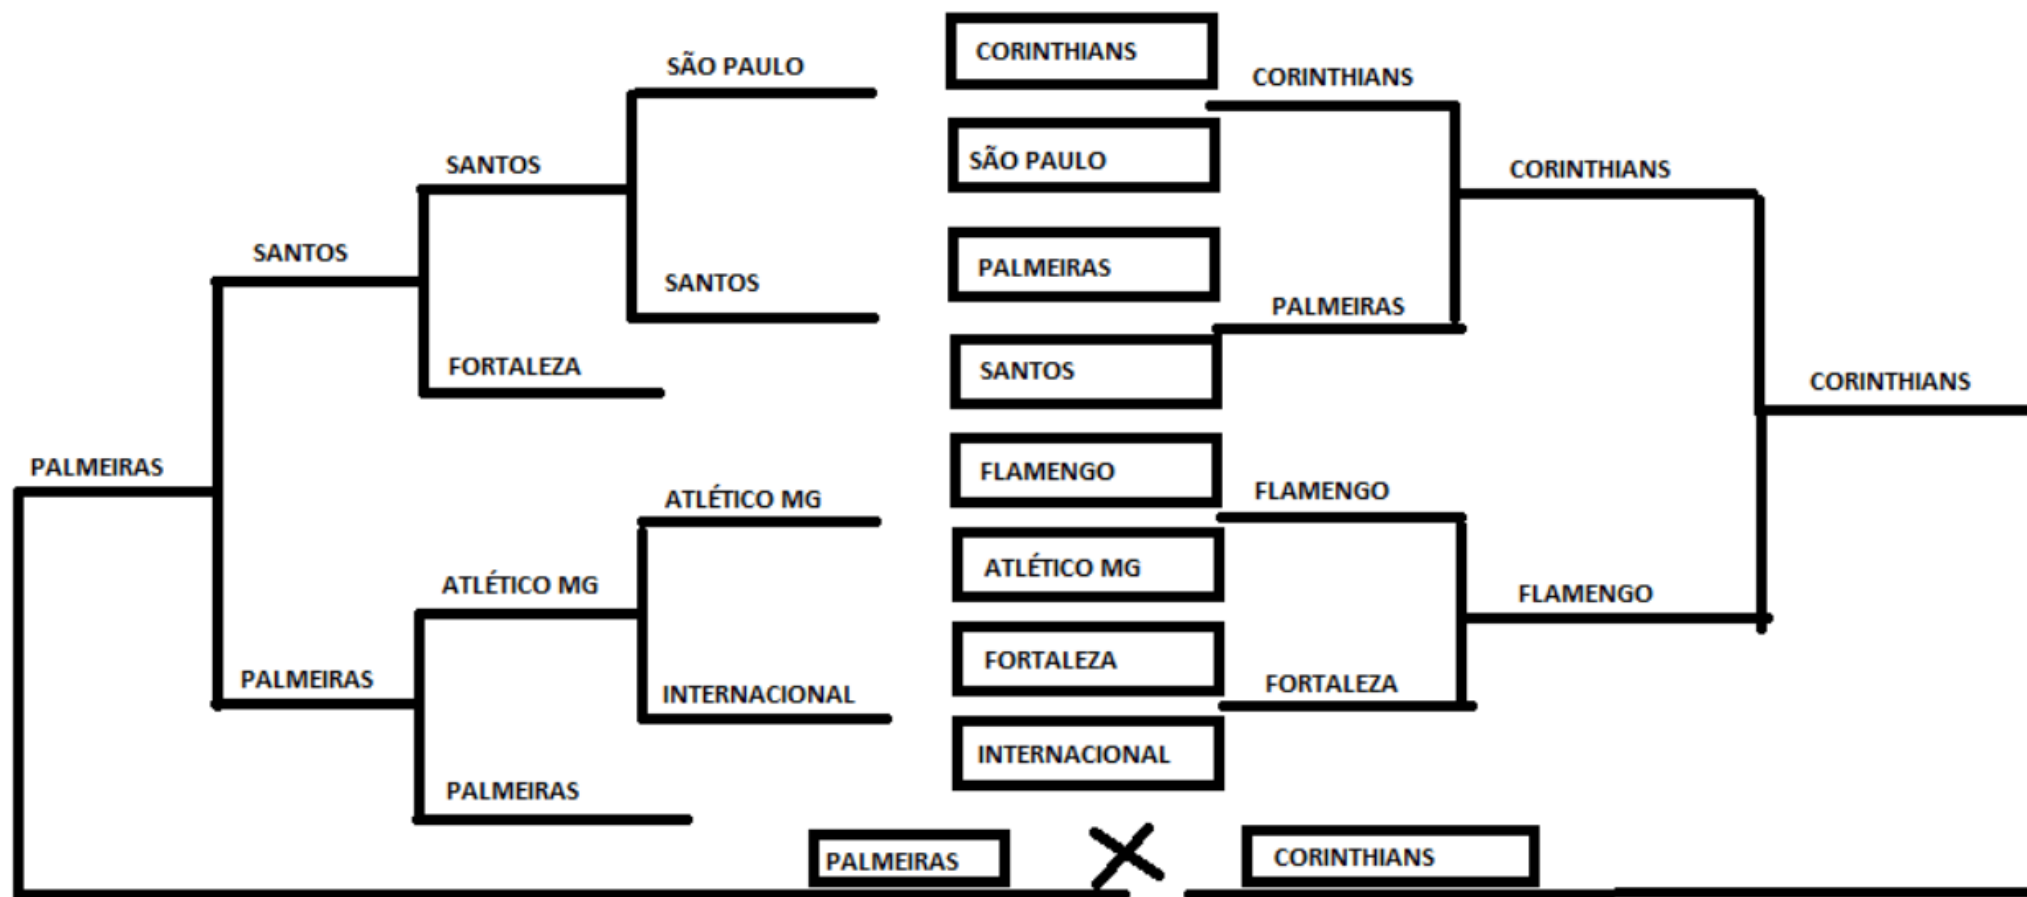 SÃO PAULO
SANTOS
SANTOS
SANTOS
FORTALEZA
PALMEIRAS
ATLÉTICO MG
ATLÉTICO MG
PALMEIRAS
INTERNACIONAL
PALMEIRAS
CORINTHIANS
SÃO PAULO
PALMEIRAS
SANTOS
FLAMENGO
ATLÉTICO MG
FORTALEZA
INTERNACIONAL
CORINTHIANS
CORINTHIANS
PALMEIRAS
CORINTHIANS
FLAMENGO
FLAMENGO
FORTALEZA
PALMEIRAS X CORINTHIANS